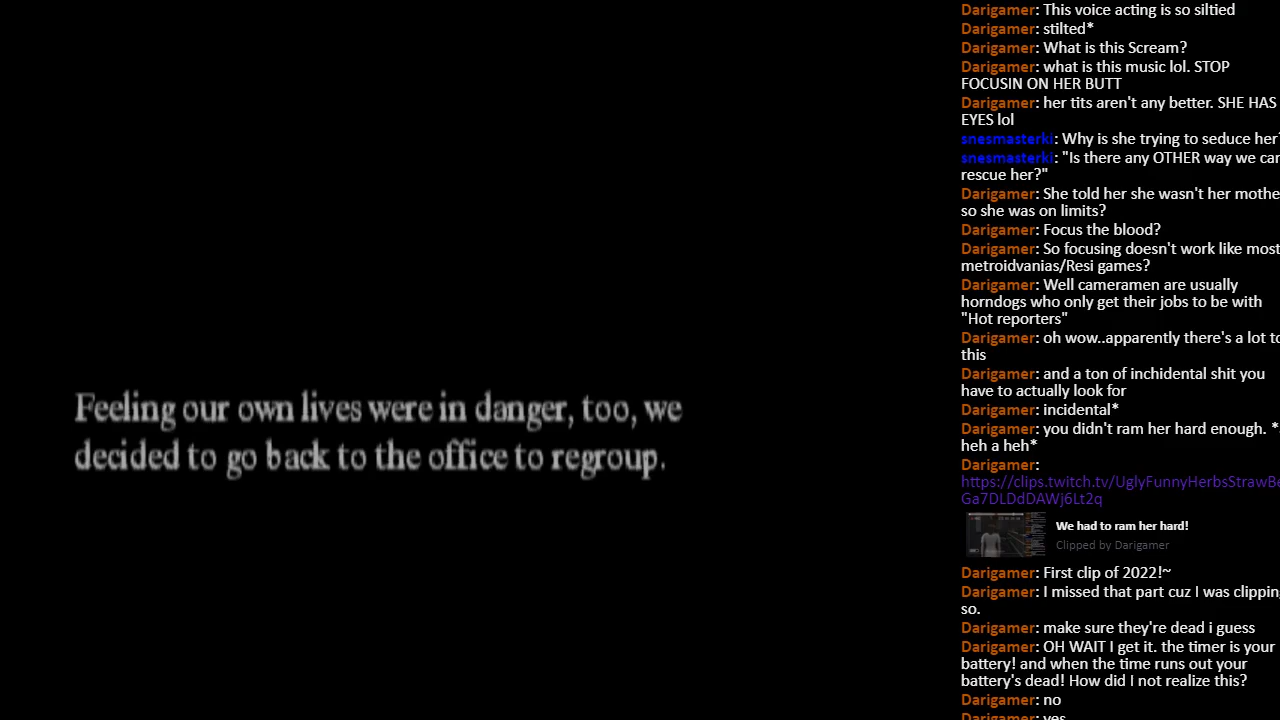 Darigamer: This voice acting is so siltied
Darigamer: stilted*
Darigamer: What is this Scream?
Darigamer: what is this music lol. STOP
FOCUSIN ON HER BUTT
Darigamer: her tits aren't any better. SHE HAS
EYES lol
snesmasterki: Why is she trying to seduce her?
snesmasterki: "Is there any OTHER way we can
rescue her?"
Darigamer: She told her she wasn't her mothe
so she was on limits?
Darigamer: Focus the blood?
Darigamer: So focusing doesn't work like most
metroidvanias/Resi games?
Darigamer: Well cameramen are usually
horndogs who only get their jobs to be with
"Hot reporters"
Darigamer: oh wow..apparently there's a lot to
this
Darigamer: and a ton of inchidental shit you
have to actually look for
Darigamer: incidental*
Darigamer: you didn't ram her hard enough. *
heh a heh*
Darigamer:
https://clips.twitch.tv/UglyFunnyHerbsStrawBe
Ga7DLDdDAWj6Lt2q
We had to ram her hard!
Clipped by Darigamer
Darigamer: First clip of 2022!~
Darigamer: I missed that part cuz I was clipping
so.
Darigamer: make sure they're dead i guess
Darigamer: OH WAIT I get it. the timer is your
battery! and when the time runs out your
battery's dead! How did I not realize this?
Darigamer: no
Darigamer: yes
Feeling our own lives were in danger, too, we
decided to go back to the office to regroup.